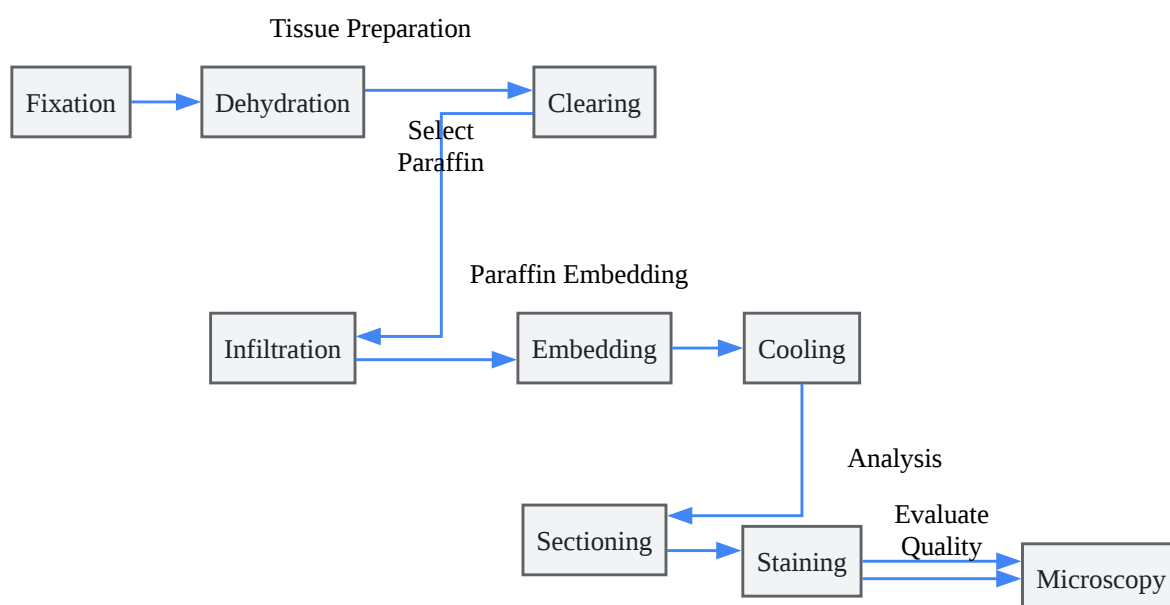 Tissue Preparation
Fixation
Dehydration
Clearing
Select
Paraffin
Paraffin Embedding
Infiltration
Embedding
Cooling
Analysis
Sectioning
Staining
Evaluate
Quality
Microscopy